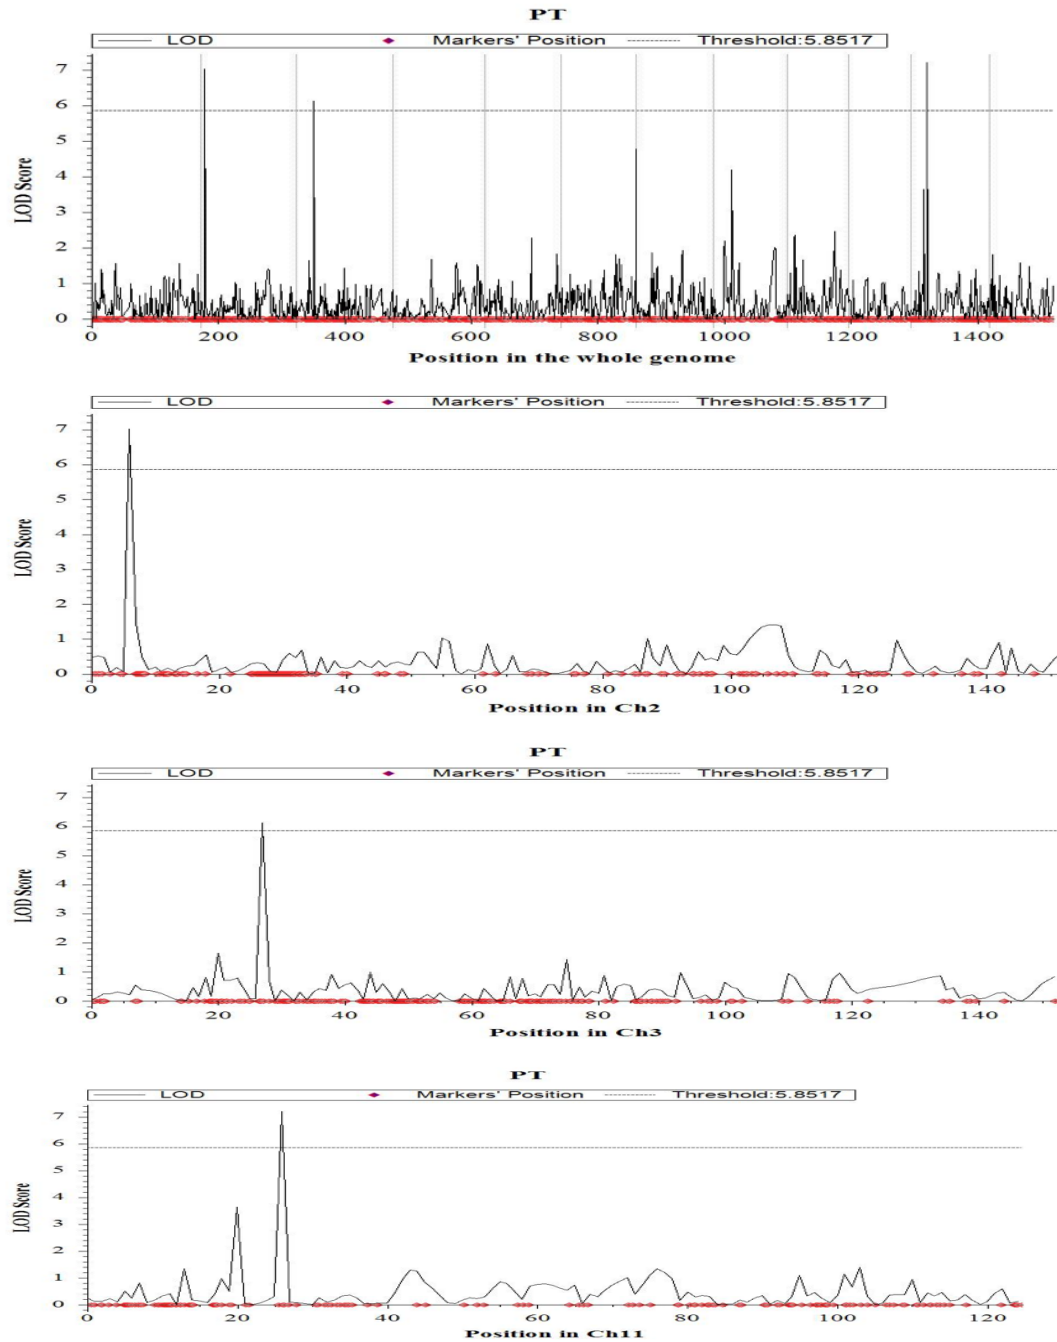 PT
LOD Markers' Position Threshold:5.8517
7
6
5
4
3
2
1
0
LOD Score
0 200 400 600 800 1000 1200 1400
Position in the whole genome
LOD Markers' Position Threshold:5.8517
7
6
5
4
3
2
1
0
LOD Score
0 20 40 60 80 100 120 140
Position in Ch2
PT
LOD Markers' Position Threshold:5.8517
7
6
5
4
3
2
1
0
LOD Score
0 20 40 60 80 100 120 140
Position in Ch3
PT
LOD Markers' Position Threshold:5.8517
7
6
5
4
3
2
1
0
LOD Score
0 20 40 60 80 100 120
Position in Ch11